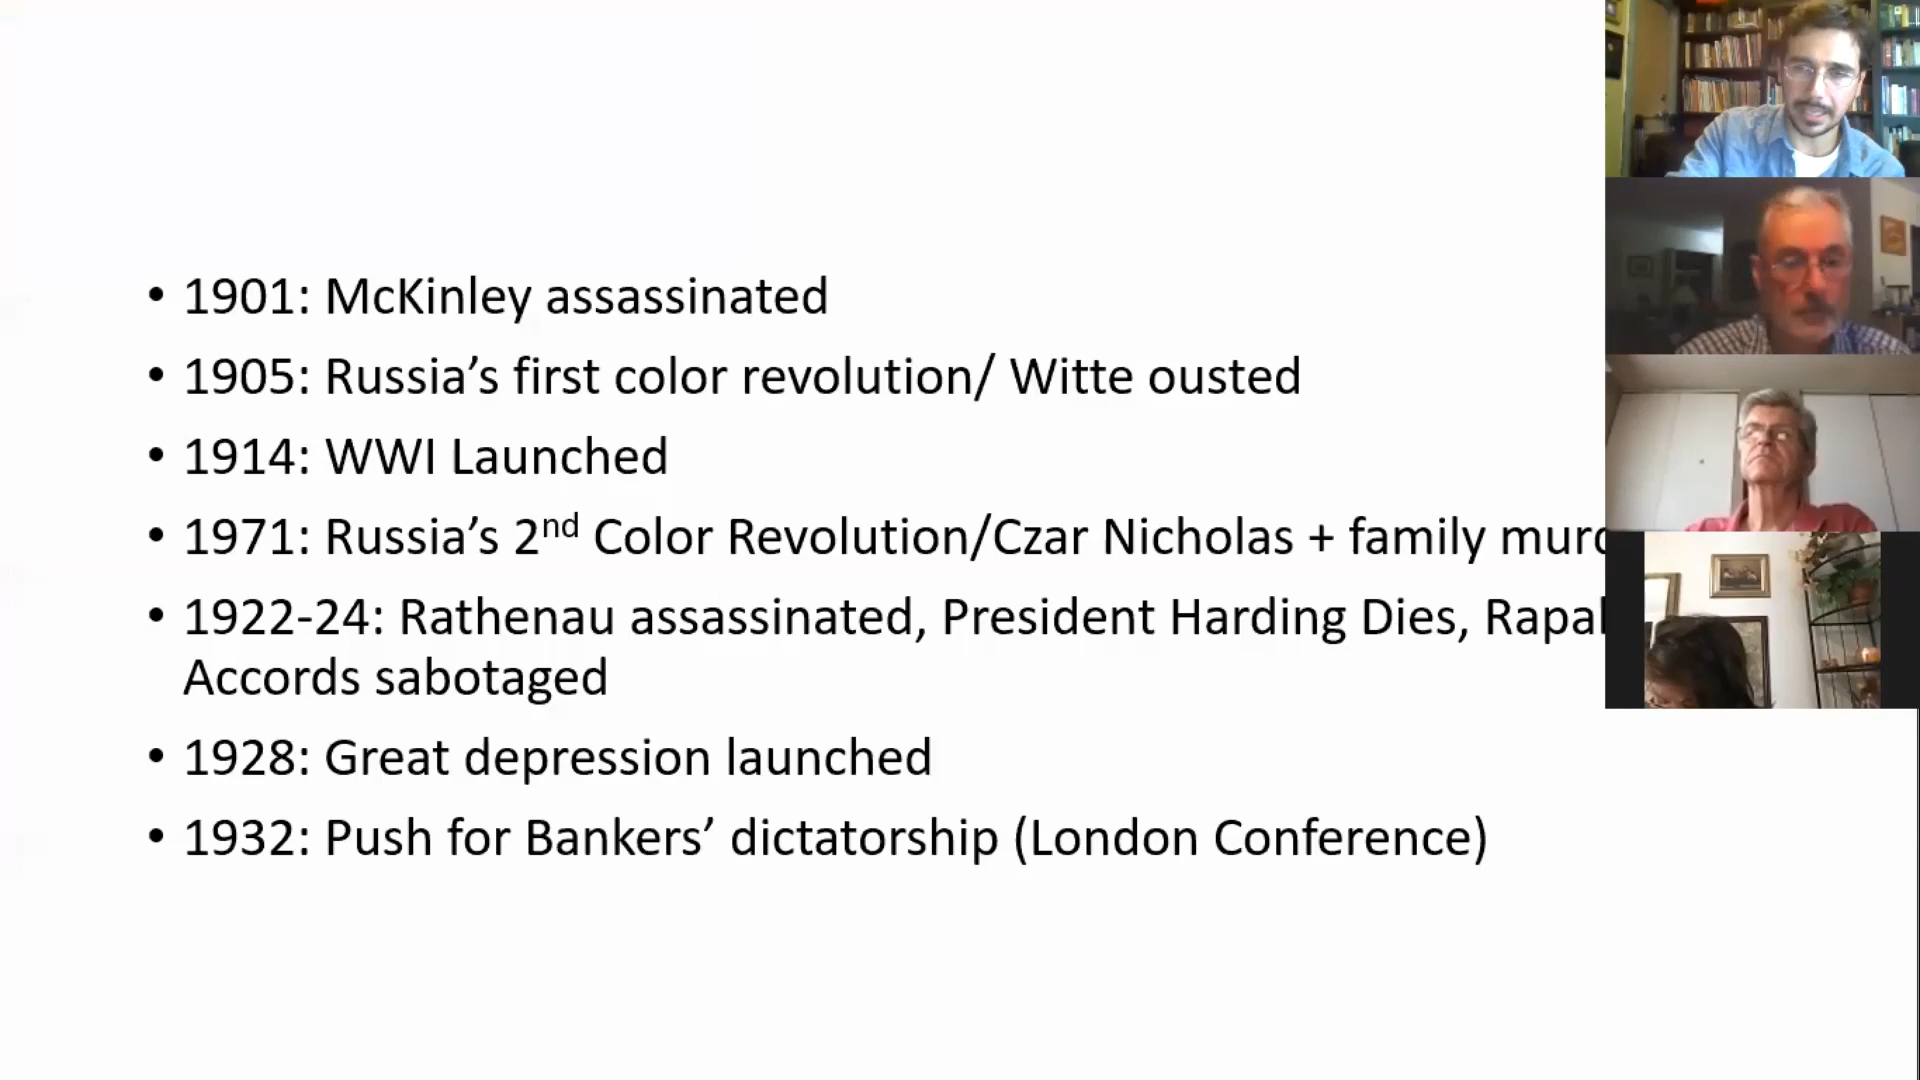 • 1901: McKinley assassinated
• 1905: Russia’s first color revolution/ Witte ousted
• 1914: WWI Launched
• 1971: Russia’s 2nd Color Revolution/Czar Nicholas + family
• 1922-24: Rathenau assassinated, President Harding Dies,
Accords sabotaged
• 1928: Great depression launched
• 1932: Push for Bankers’ dictatorship (London Conference)